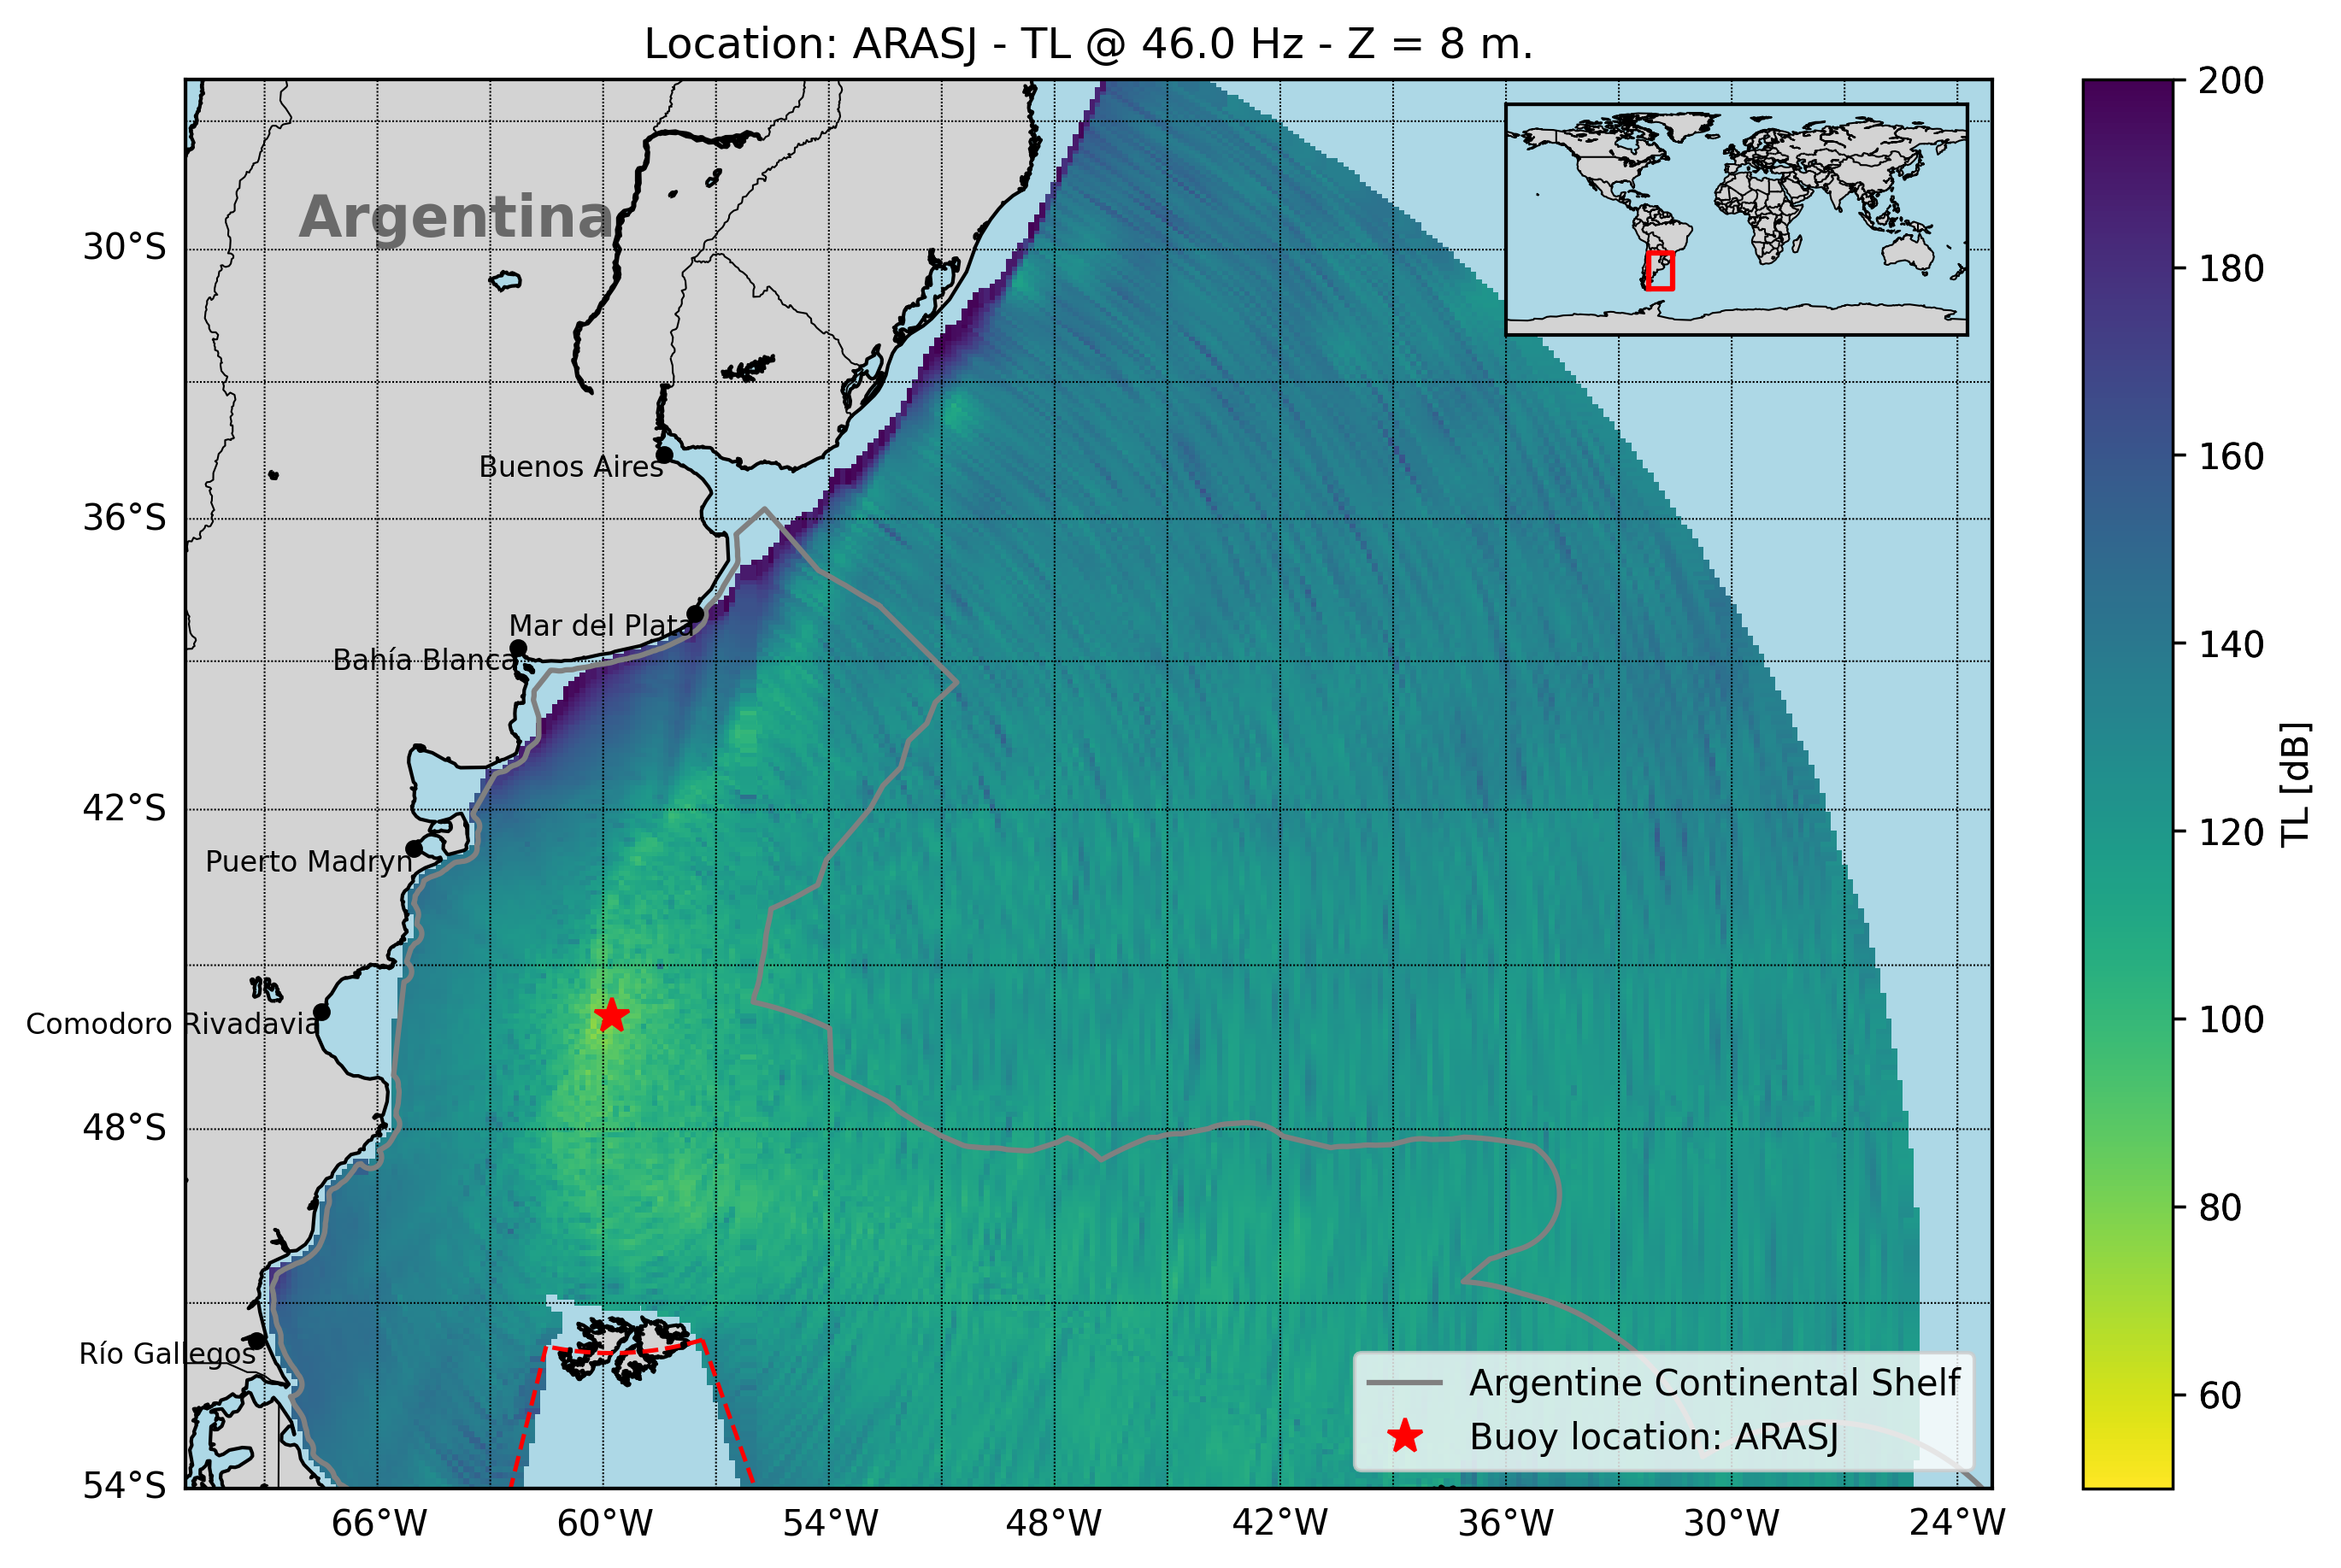 Location: ARASJ - TL @ 46.0 Hz - Z = 8 m.
Argentina
30°S
36°S
42°S
48°S
54°S
Buenos Aires
Mar del Plata
Bahía Blanca
Puerto Madryn
Comodoro Rivadavia
Río Gallegos
66°W
60°W
54°W
48°W
42°W
36°W
30°W
24°W
Argentine Continental Shelf
Buoy location: ARASJ
200
180
160
140
120
100
80
60
TL [dB]